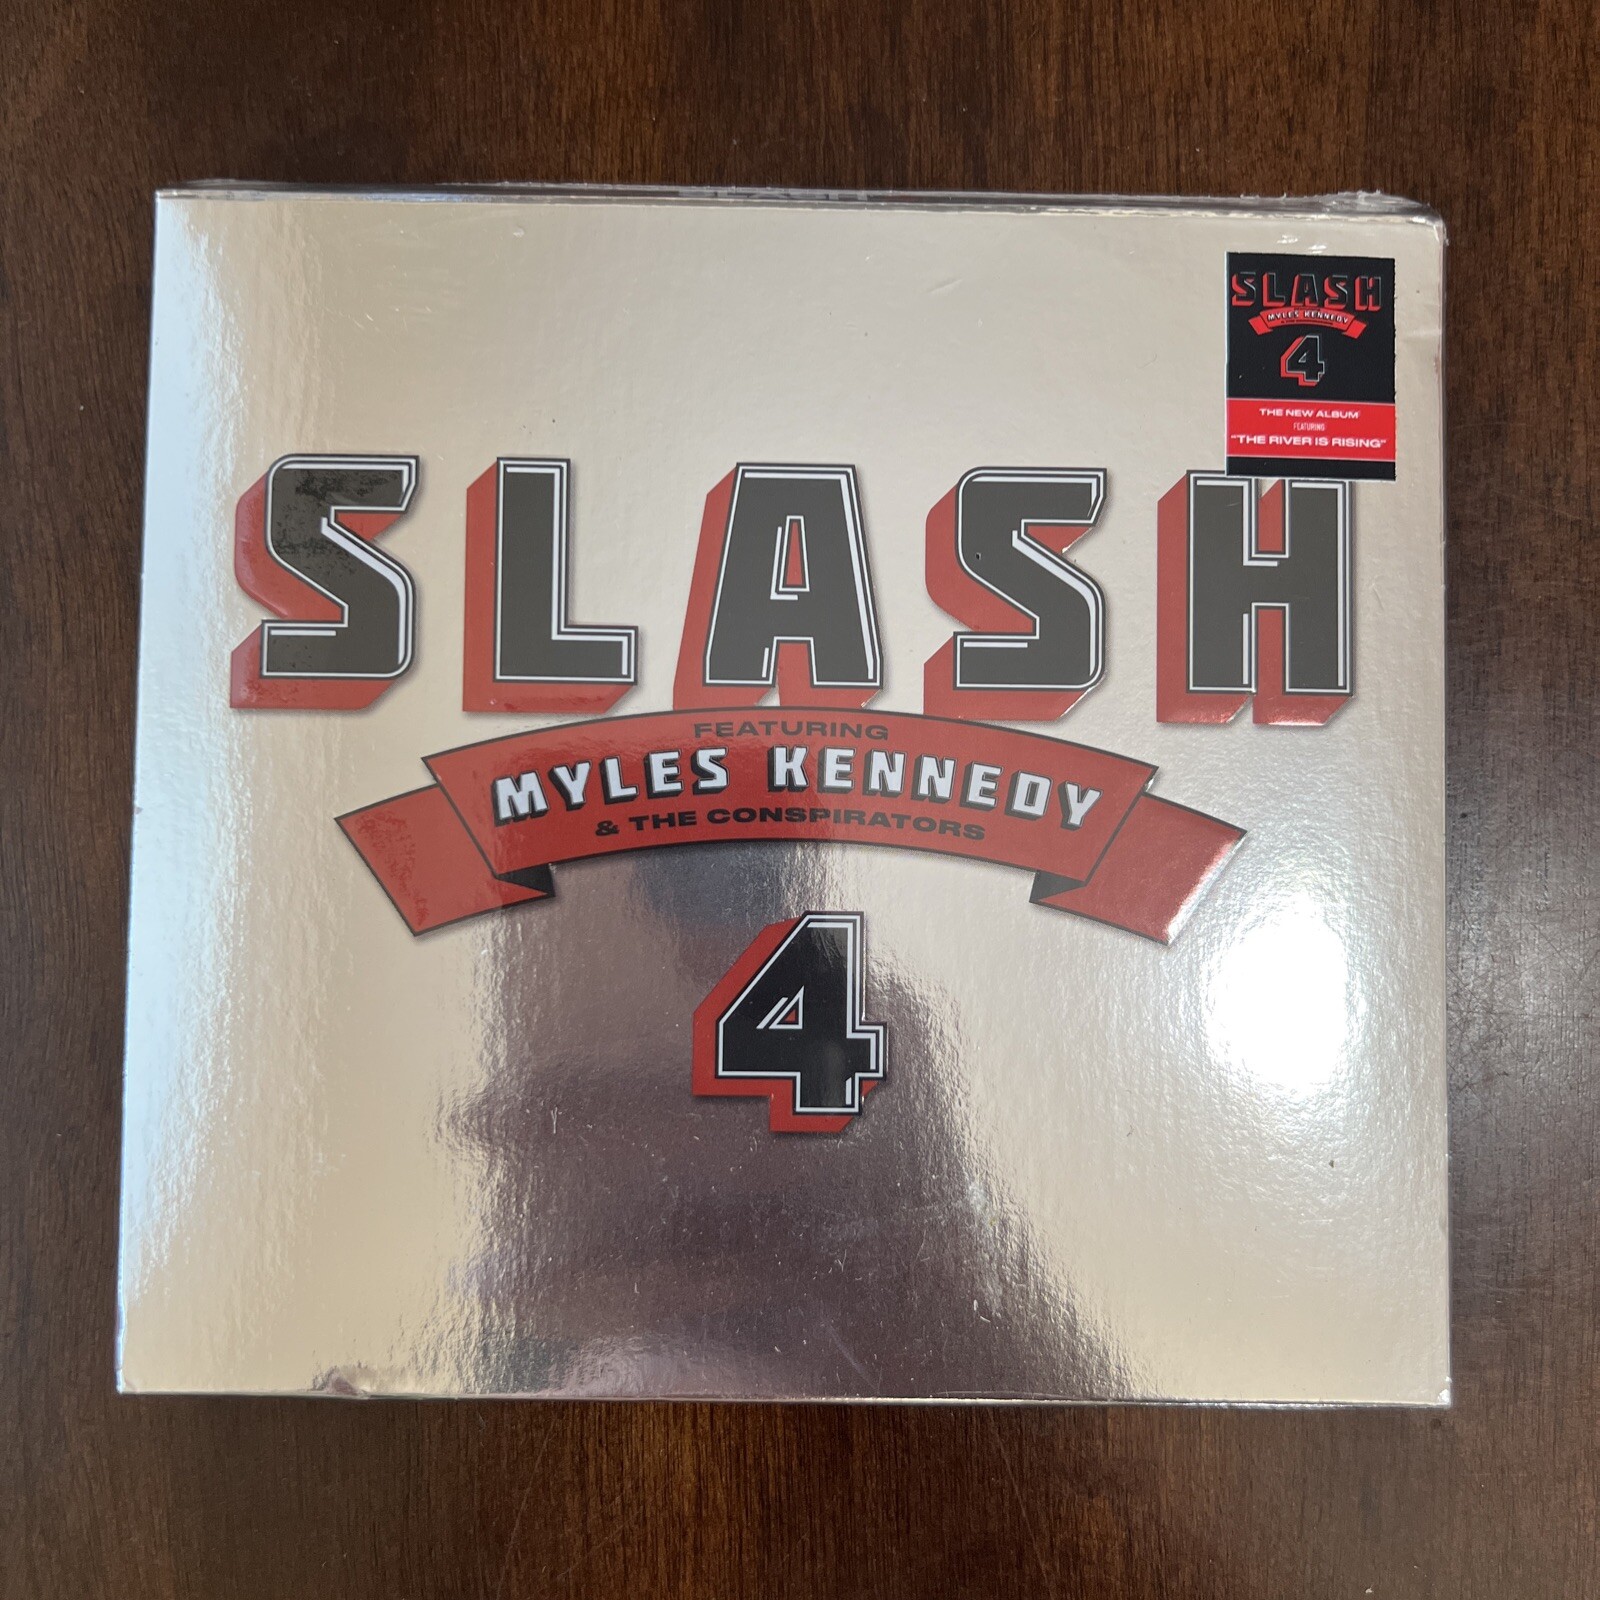 SLASH
MYLES KENNEDY
4
THE NEW ALBUM
FEATURING
"THE RIVER IS RISING"
SLASH
FEATURING
MYLES KENNEDY
& THE CONSPIRATORS
4